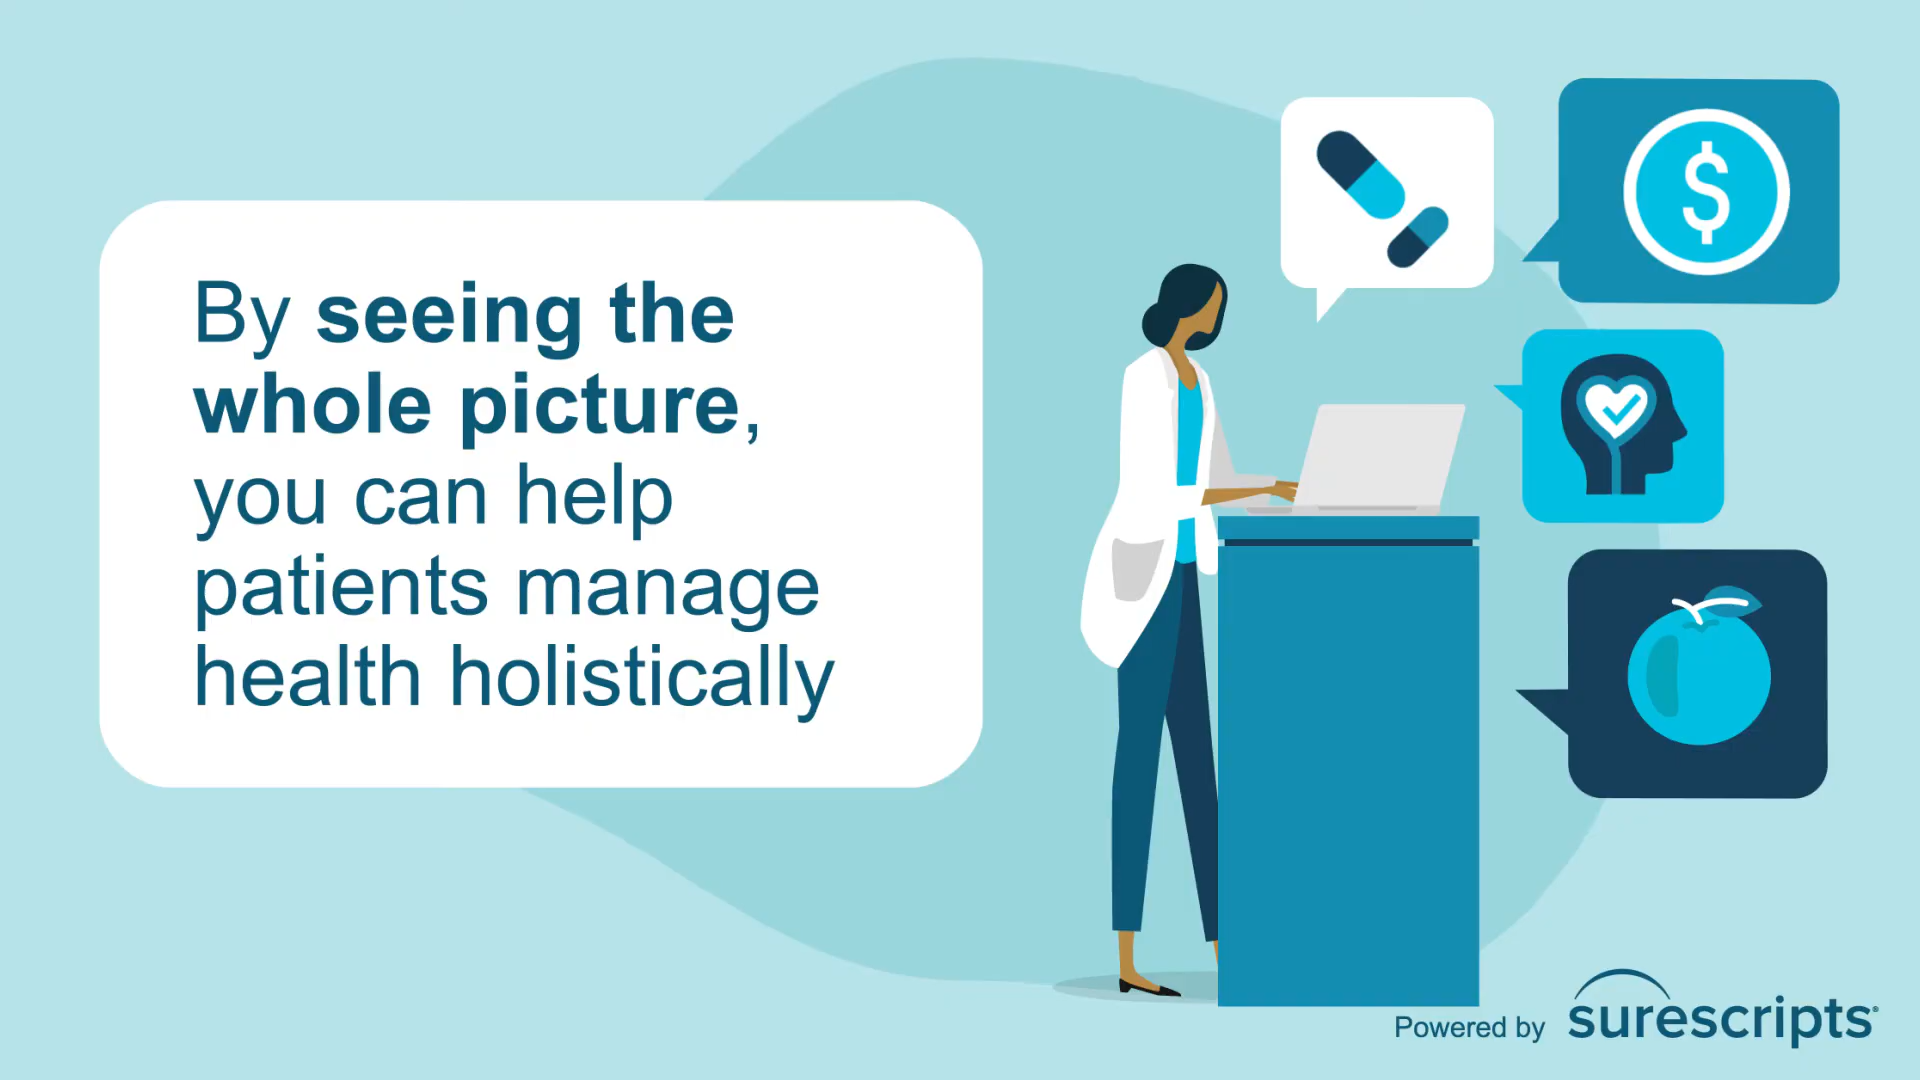 By seeing the
whole picture,
you can help
patients manage
health holistically
$
Powered by surescripts®